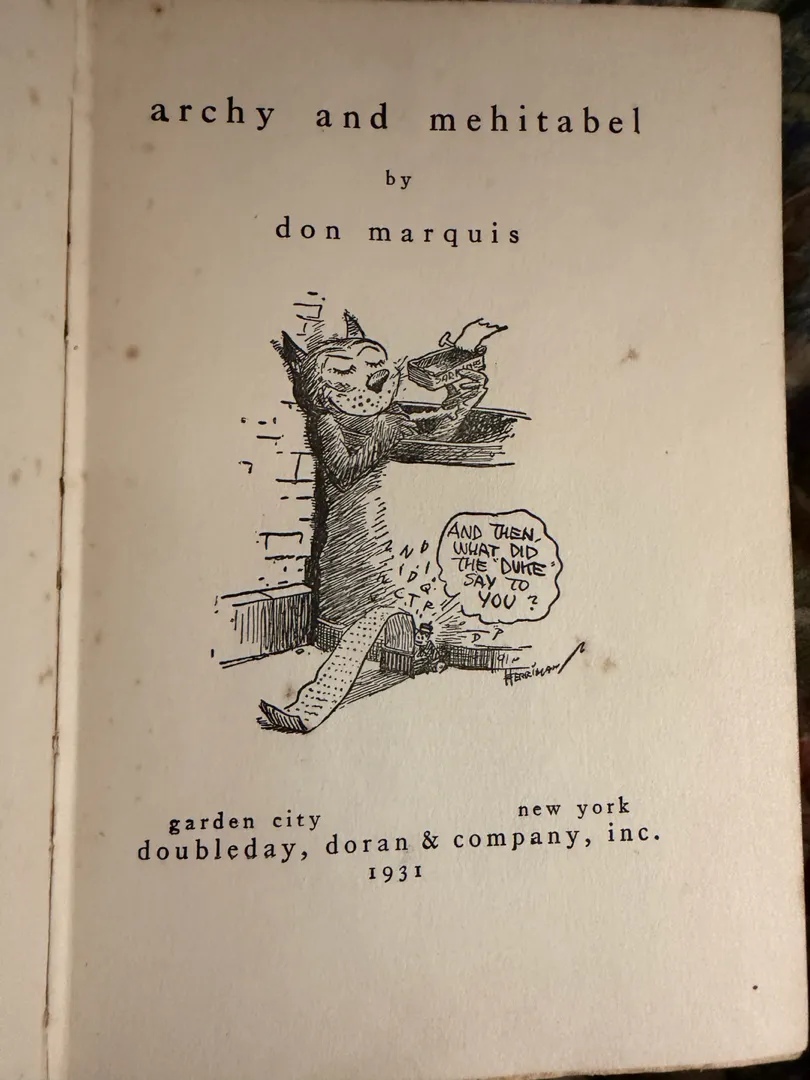 archy and mehitabel
by
don marquis
SARDINE
AND THEN,
WHAT DID
THE "DUKE"
SAY TO
YOU ?
HERRIMAN
garden city
new york
doubleday, doran & company, inc.
1931